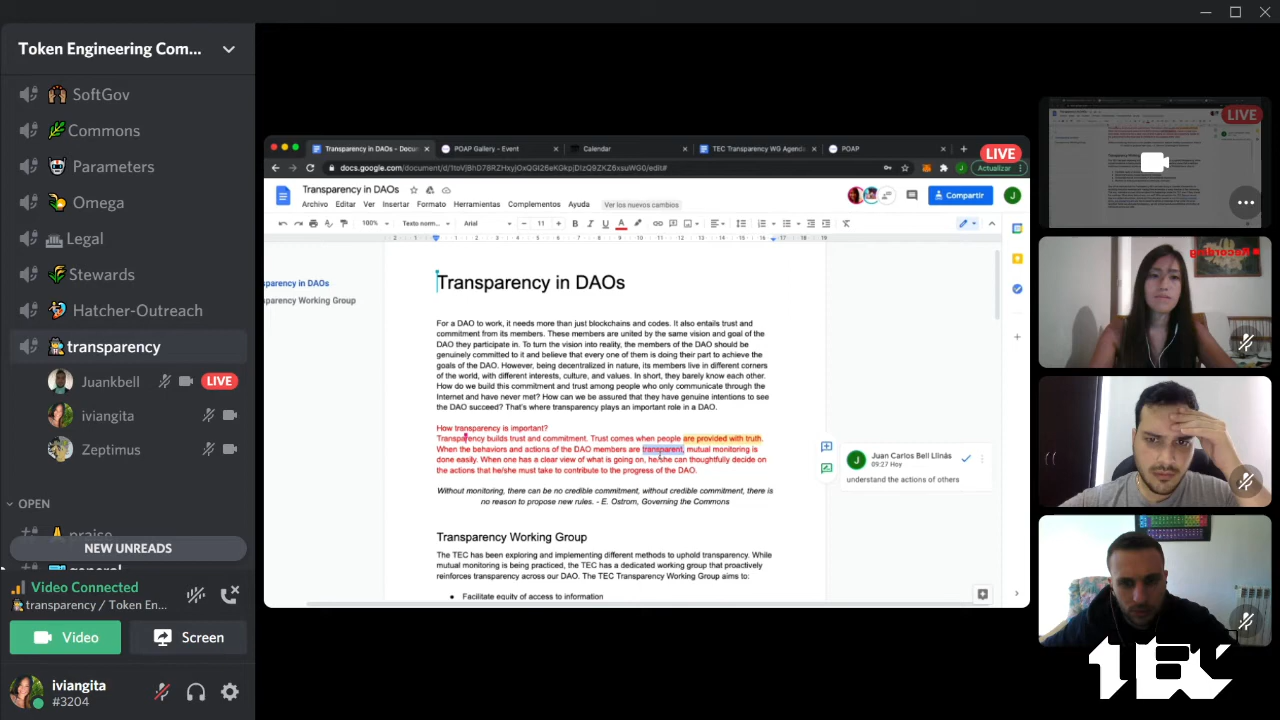 Token Engineering Com...
SoftGov
Commons
Parameters
Omega
Legal
Stewards
Hatcher-Outreach
transparency
Juankbell
LIVE
iviangita
Zeptimus
OPEN
praise
NEW UNREADS
general
Video Connected
transparency / Token En...
Video
Screen
iviangita
#3204
Transparency in DAOs - Docum
POAP Gallery - Event
Calendar
TEC Transparency WG Agenda
POAP
LIVE
Actualizar
Transparency in DAOs
Archivo Editar Ver Insertar Formato Herramientas Complementos Ayuda Ver los nuevos cambios
Compartir
J
100% Texto norm... Arial 11
sparency in DAOs
sparency Working Group
Transparency in DAOs
For a DAO to work, it needs more than just blockchains and codes. It also entails trust and
commitment from its members. These members are united by the same vision and goal of the
DAO they participate in. To turn the vision into reality, the members of the DAO should be
genuinely committed to it and believe that every one of them is doing their part to achieve the
goals of the DAO. However, being decentralized in nature, its members live in different corners
of the world, with different interests, culture, and values. In short, they barely know each other.
How do we build this commitment and trust among people who only communicate through the
Internet and have never met? How can we be assured that they have genuine intentions to see
the DAO succeed? That's where transparency plays an important role in a DAO.
How transparency is important?
Transparency builds trust and commitment. Trust comes when people are provided with truth.
When the behaviors and actions of the DAO members are transparent, mutual monitoring is
done easily. When one has a clear view of what is going on, he/she can thoughtfully decide on
the actions that he/she must take to contribute to the progress of the DAO.
Without monitoring, there can be no credible commitment, without credible commitment, there is
no reason to propose new rules. - E. Ostrom, Governing the Commons
Transparency Working Group
The TEC has been exploring and implementing different methods to uphold transparency. While
mutual monitoring is being practiced, the TEC has a dedicated working group that proactively
reinforces transparency across our DAO. The TEC Transparency Working Group aims to:
● Facilitate equity of access to information
J
Juan Carlos Bell Llinás
09:27 Hoy
understand the actions of others
LIVE
Recording
TEC